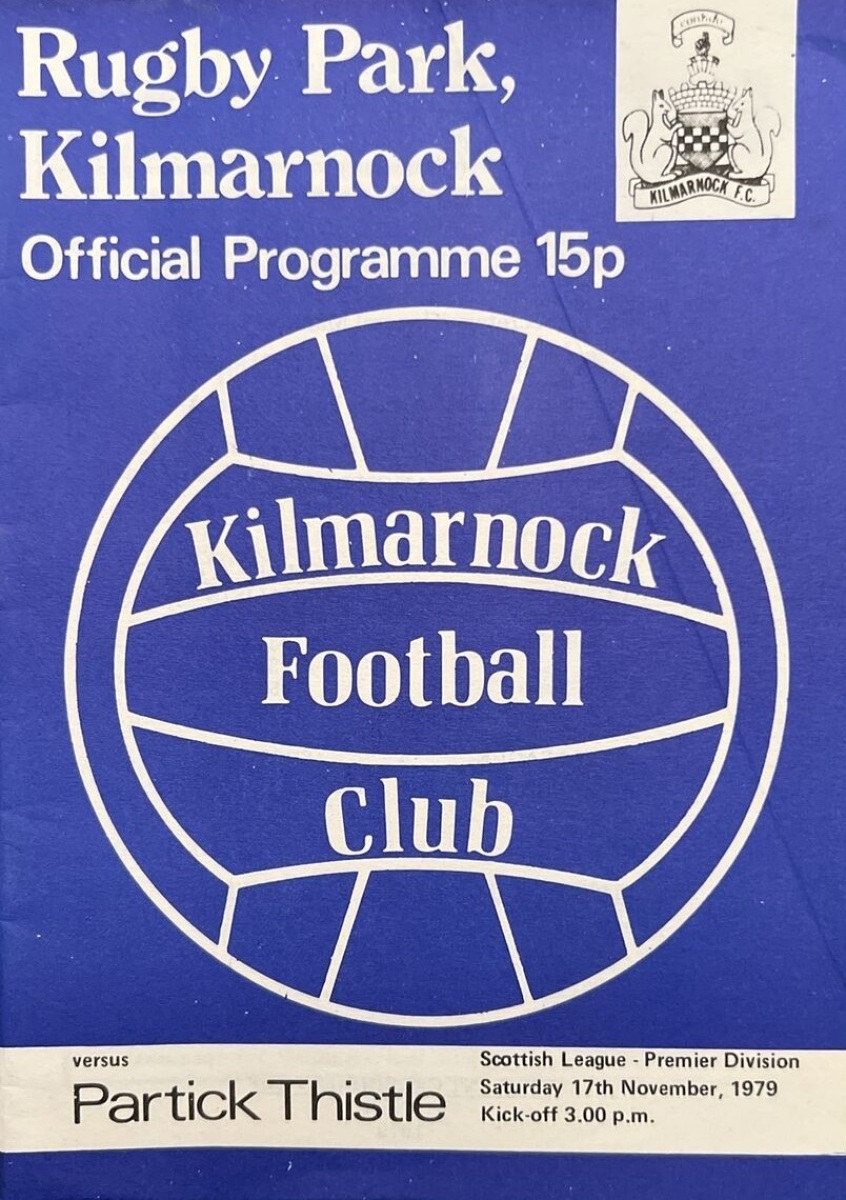 Rugby Park,
Kilmarnock
Official Programme 15p
KILMARNOCK F.C.
Kilmarnock
Football
Club
versus
Partick Thistle
Scottish League - Premier Division
Saturday 17th November, 1979
Kick-off 3.00 p.m.